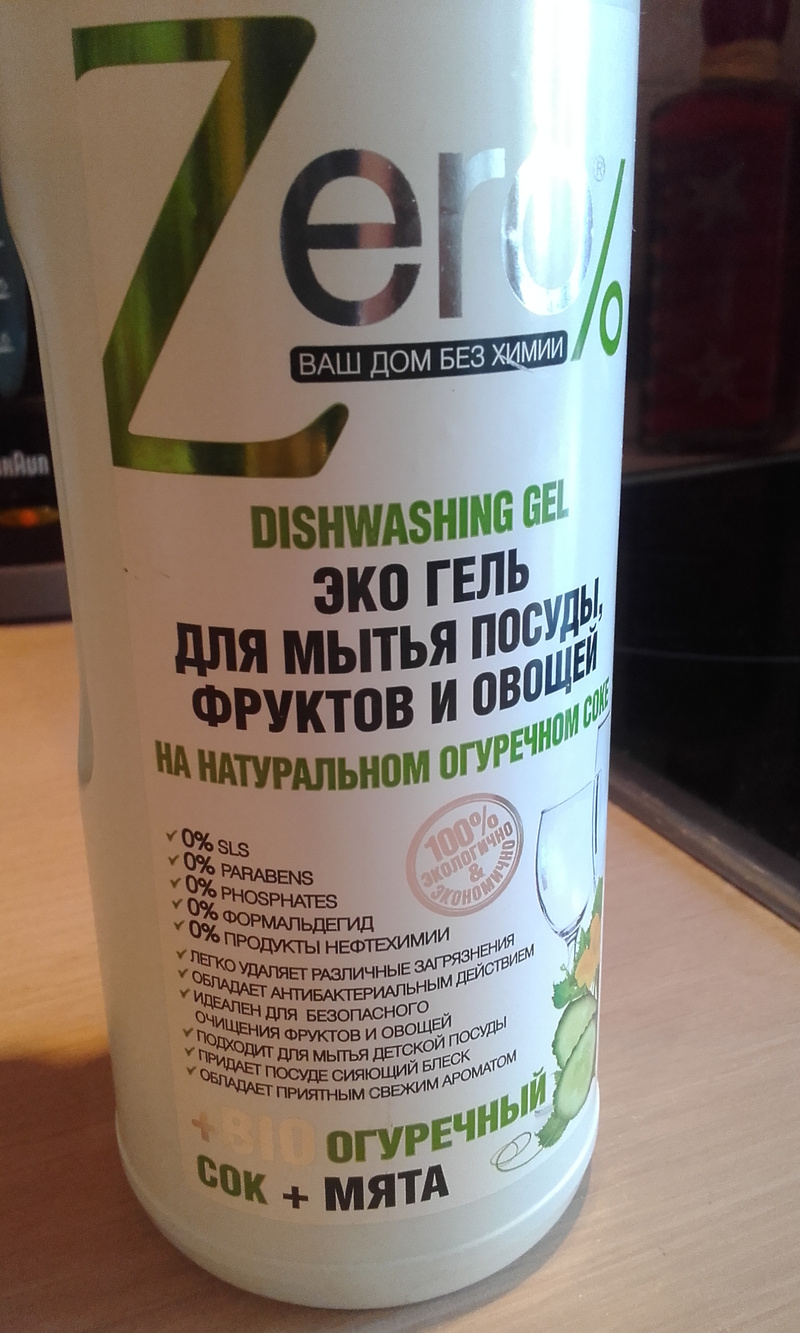 Zero%®
ВАШ ДОМ БЕЗ ХИМИИ
DISHWASHING GEL
ЭКО ГЕЛЬ
ДЛЯ МЫТЬЯ ПОСУДЫ,
ФРУКТОВ И ОВОЩЕЙ
НА НАТУРАЛЬНОМ ОГУРЕЧНОМ СОКЕ
100%
ЭКОЛОГИЧНО
&
ЭКОНОМИЧНО
✓ 0% SLS
✓ 0% PARABENS
✓ 0% PHOSPHATES
✓ 0% ФОРМАЛЬДЕГИД
✓ 0% ПРОДУКТЫ НЕФТЕХИМИИ
✓ ЛЕГКО УДАЛЯЕТ РАЗЛИЧНЫЕ ЗАГРЯЗНЕНИЯ
✓ ОБЛАДАЕТ АНТИБАКТЕРИАЛЬНЫМ ДЕЙСТВИЕМ
✓ ИДЕАЛЕН ДЛЯ БЕЗОПАСНОГО
ОЧИЩЕНИЯ ФРУКТОВ И ОВОЩЕЙ
✓ ПОДХОДИТ ДЛЯ МЫТЬЯ ДЕТСКОЙ ПОСУДЫ
✓ ПРИДАЕТ ПОСУДЕ СИЯЮЩИЙ БЛЕСК
✓ ОБЛАДАЕТ ПРИЯТНЫМ СВЕЖИМ АРОМАТОМ
+BIO ОГУРЕЧНЫЙ
СОК + МЯТА